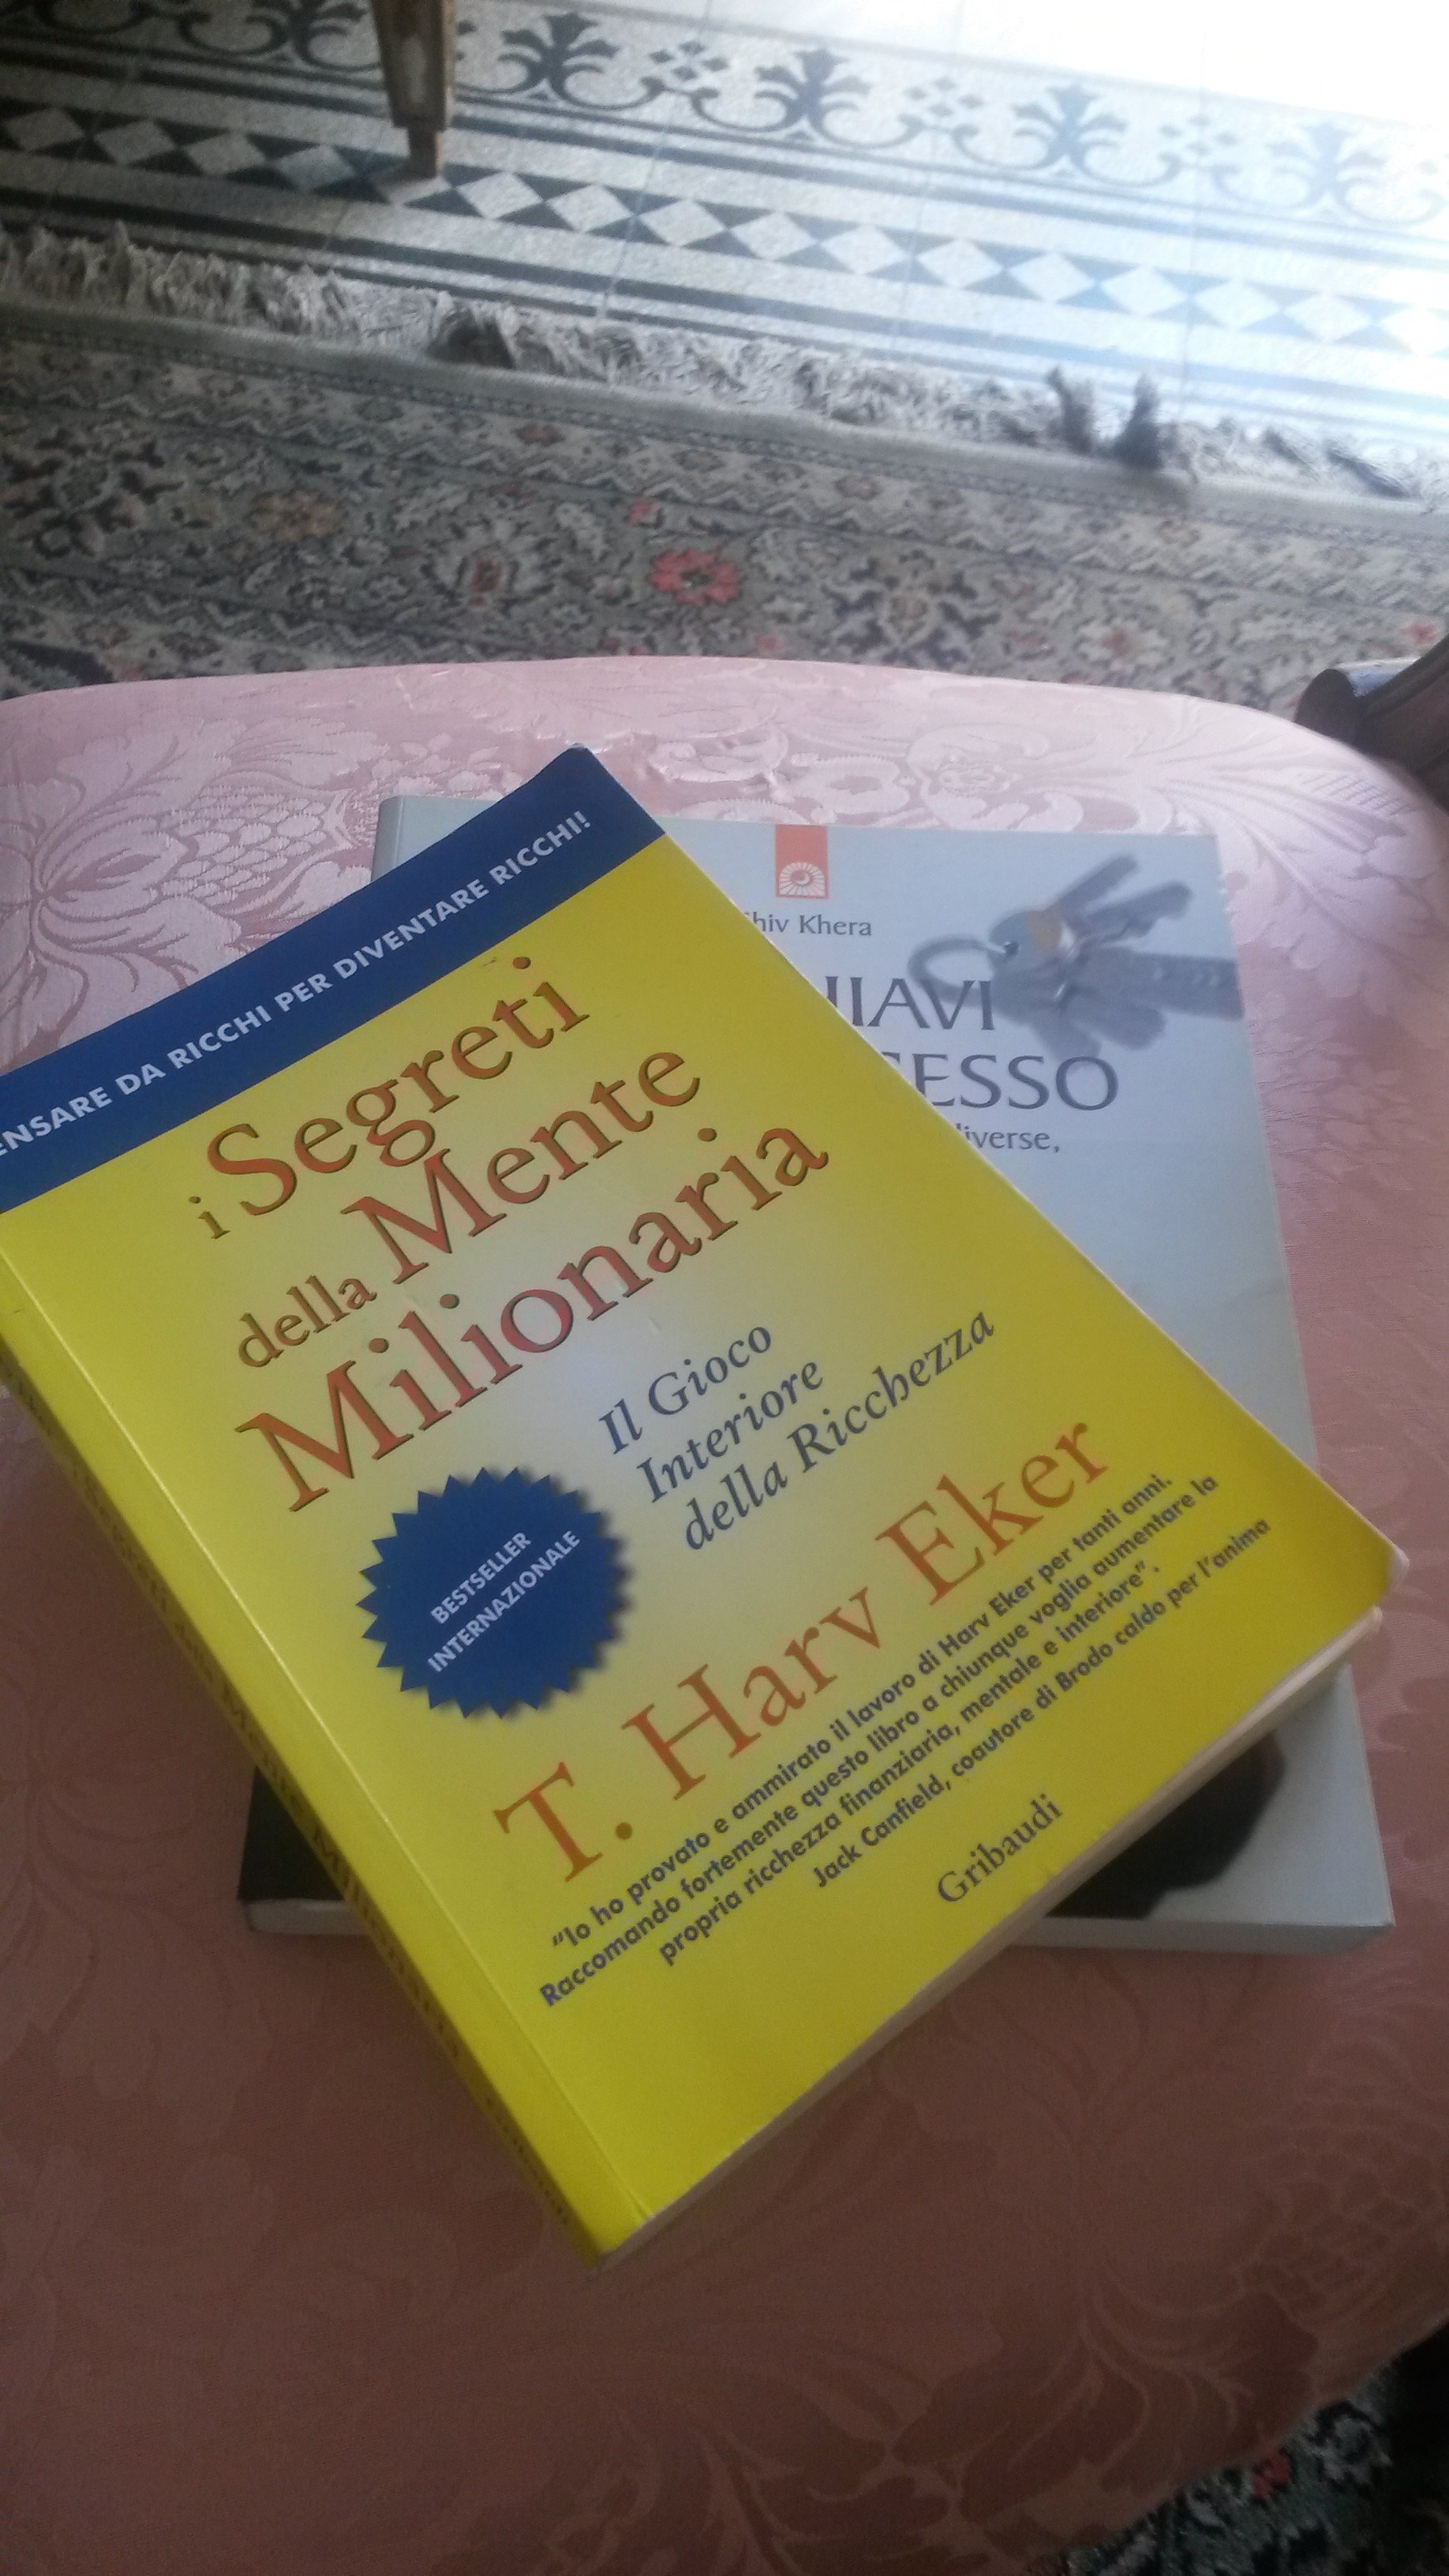 ENSARE DA RICCHI PER DIVENTARE RICCHI!
i Segreti
della Mente
Milionaria
Il Gioco
Interiore
della Ricchezza
BESTSELLER
INTERNAZIONALE
T. Harv Eker
"Io ho provato e ammirato il lavoro di Harv Eker per tanti anni.
Raccomando fortemente questo libro a chiunque voglia aumentare la
propria ricchezza finanziaria, mentale e interiore".
Jack Canfield, coautore di Brodo caldo per l'anima
Gribaudi
hiv Khera
HIAVI
ESSO
diverse,